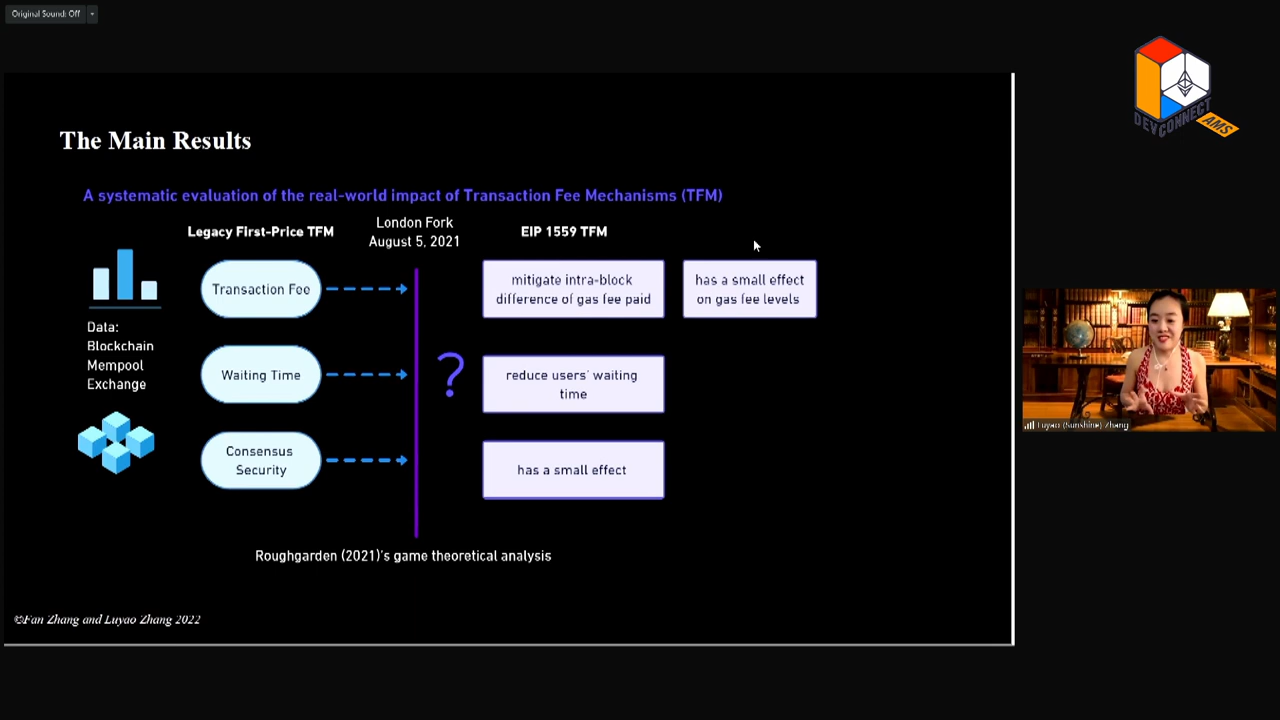 Original Sound: Off
DEVCONNECT
AMS
The Main Results
A systematic evaluation of the real-world impact of Transaction Fee Mechanisms (TFM)
Legacy First-Price TFM
London Fork
August 5, 2021
EIP 1559 TFM
Transaction Fee
mitigate intra-block
difference of gas fee paid
has a small effect
on gas fee levels
Data:
Blockchain
Mempool
Exchange
Waiting Time
?
reduce users' waiting
time
Consensus
Security
has a small effect
Roughgarden (2021)'s game theoretical analysis
©Fan Zhang and Luyao Zhang 2022
Luyao (Sunshine) Zhang